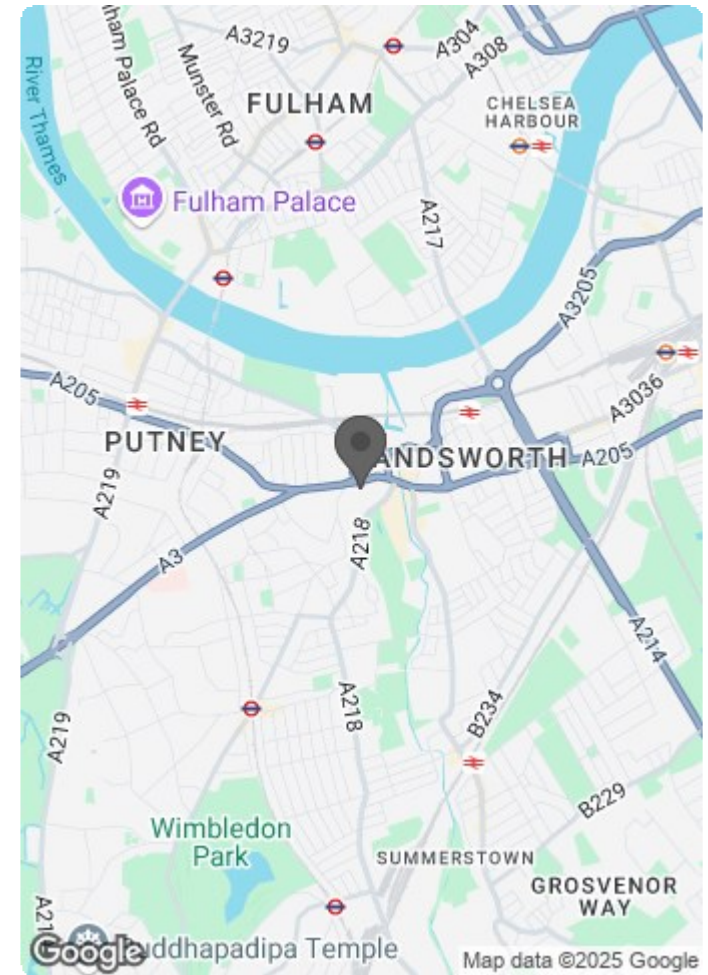 ham Palace Rd
A3219
A304
A308
Munster Rd
River Thames
FULHAM
CHELSEA
HARBOUR
Fulham Palace
A217
A3205
A205
A3036
PUTNEY
ANDSWORTH
A205
A219
A218
A3
A214
A219
A218
B234
B229
Wimbledon
Park
SUMMERSTOWN
GROSVENOR
WAY
A21
Google
uddhapadipa Temple
Map data ©2025 Google